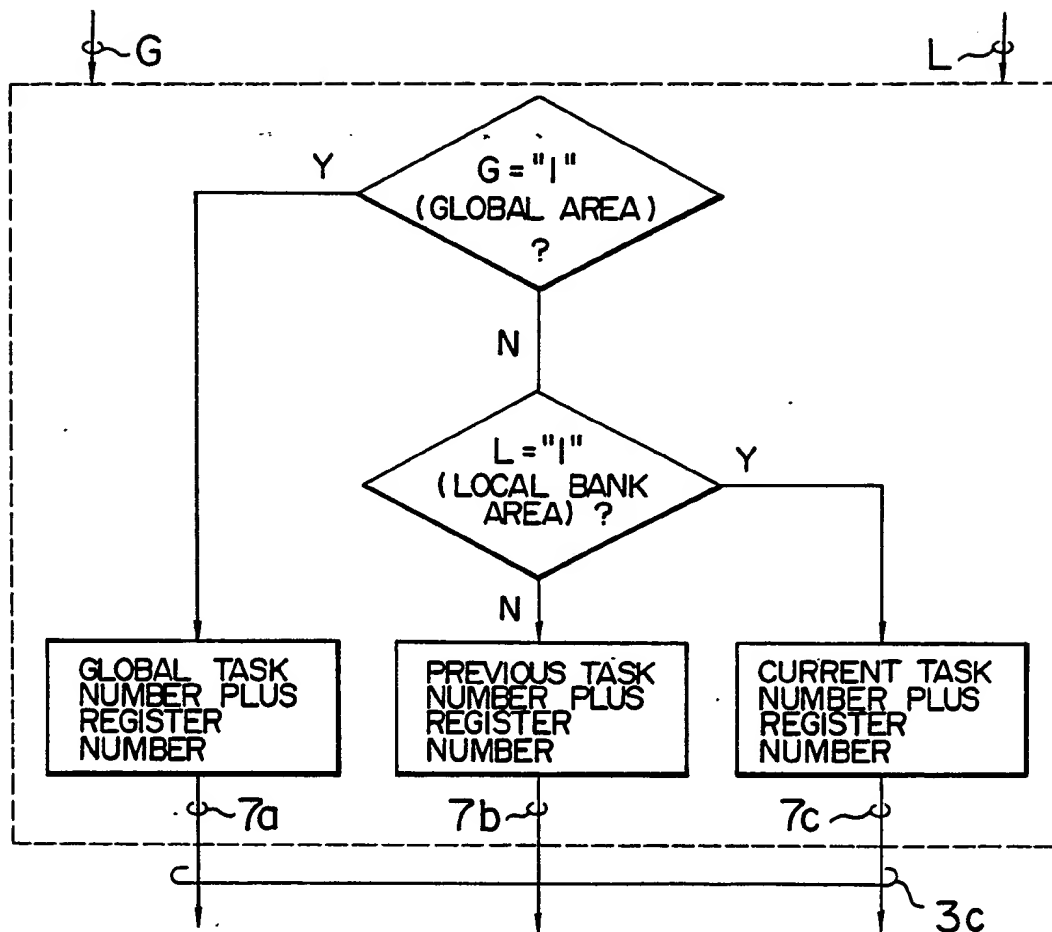 G
L
Y
G = "1"
(GLOBAL AREA)
?
N
L = "1"
(LOCAL BANK
AREA) ?
Y
N
GLOBAL TASK
NUMBER PLUS
REGISTER
NUMBER
PREVIOUS TASK
NUMBER PLUS
REGISTER
NUMBER
CURRENT TASK
NUMBER PLUS
REGISTER
NUMBER
7a
7b
7c
3c